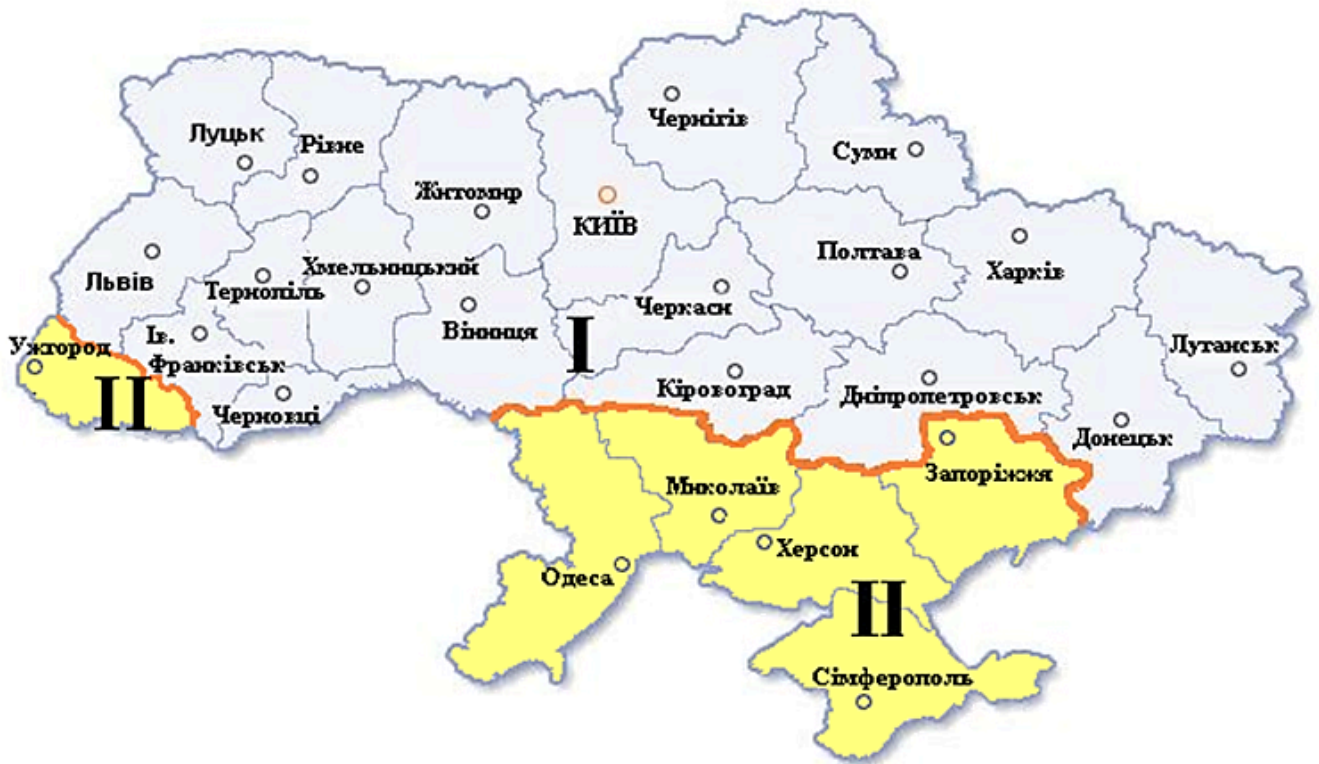 Чернігів
Луцьк
Рівне
Суми
Житомир
КИЇВ
Полтава
Харків
Львів
Тернопіль
Хмельницький
Черкаси
Вінниця
I
Ужгород
Ів.
Франківськ
Луганськ
II
Черновці
Кіровоград
Дніпропетровськ
Донецьк
Запоріжжя
Миколаїв
Херсон
Одеса
II
Сімферополь